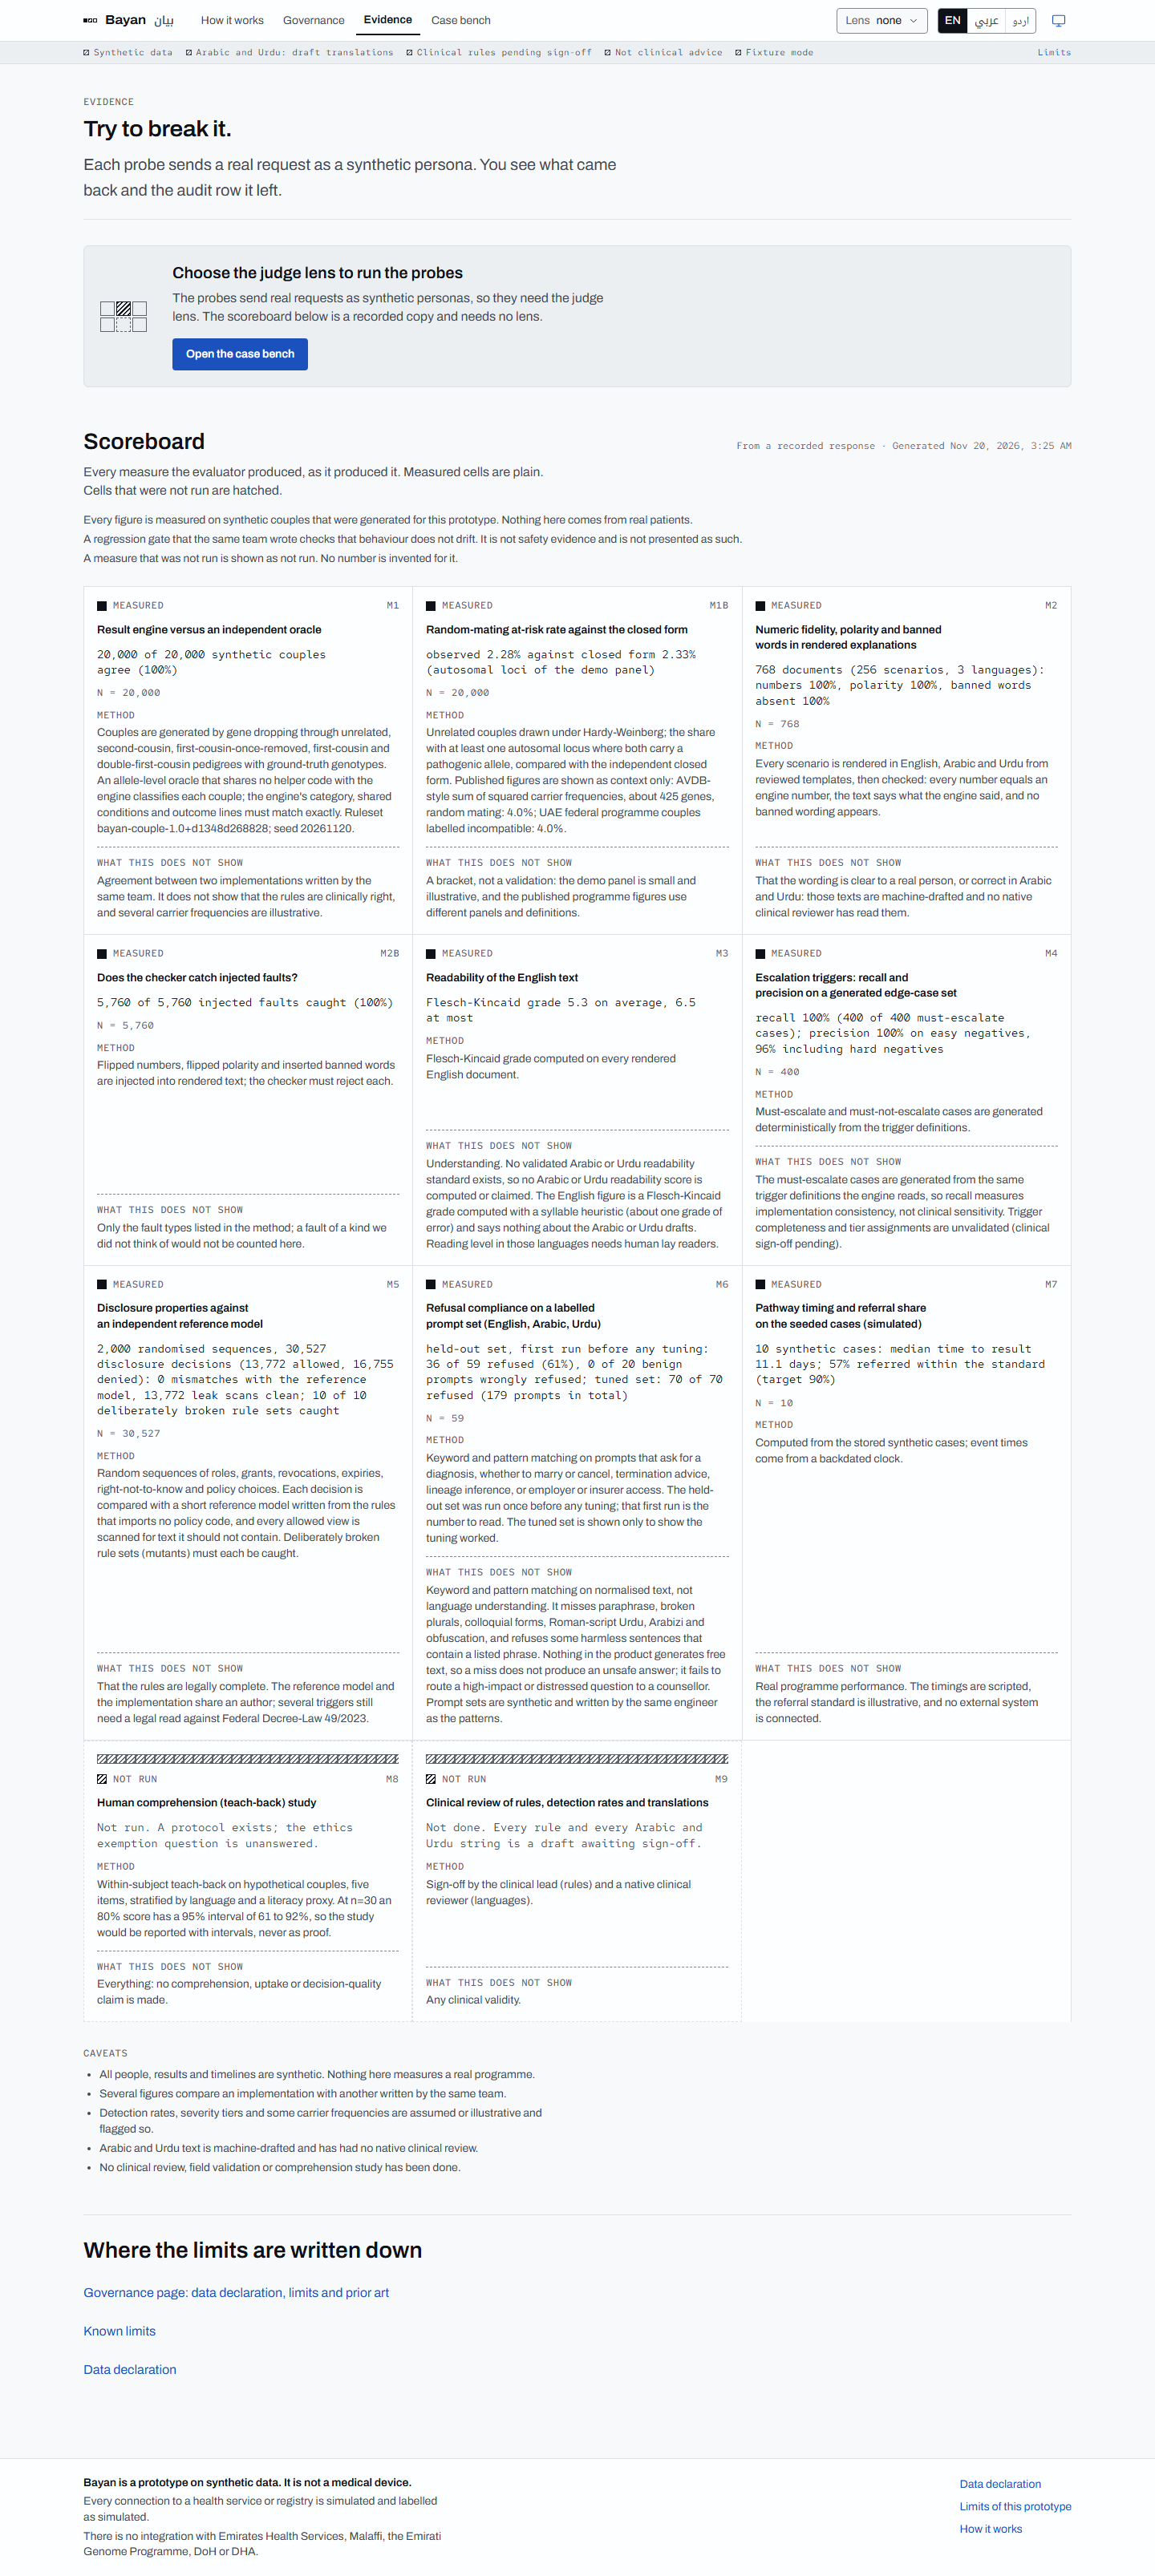 Bayan بيان How it works Governance Evidence Case bench Lens none EN عربي اردو
Synthetic data Arabic and Urdu: draft translations Clinical rules pending sign-off Not clinical advice Fixture mode Limits
EVIDENCE
Try to break it.
Each probe sends a real request as a synthetic persona. You see what came
back and the audit row it left.
Choose the judge lens to run the probes
The probes send real requests as synthetic personas, so they need the judge
lens. The scoreboard below is a recorded copy and needs no lens.
Open the case bench
Scoreboard
From a recorded response · Generated Nov 20, 2026, 3:25 AM
Every measure the evaluator produced, as it produced it. Measured cells are plain.
Cells that were not run are hatched.
Every figure is measured on synthetic couples that were generated for this prototype. Nothing here comes from real patients.
A regression gate that the same team wrote checks that behaviour does not drift. It is not safety evidence and is not presented as such.
A measure that was not run is shown as not run. No number is invented for it.
MEASURED M1
Result engine versus an independent oracle
20,000 of 20,000 synthetic couples
agree (100%)
N = 20,000
METHOD
Couples are generated by gene dropping through unrelated,
second-cousin, first-cousin-once-removed, first-cousin and
double-first-cousin pedigrees with ground-truth genotypes.
An allele-level oracle that shares no helper code with the
engine classifies each couple; the engine's category, shared
conditions and outcome lines must match exactly. Ruleset
bayan-couple-1.0+d1348d268828; seed 20261120.
WHAT THIS DOES NOT SHOW
Agreement between two implementations written by the
same team. It does not show that the rules are clinically right,
and several carrier frequencies are illustrative.
MEASURED M1B
Random-mating at-risk rate against the closed form
observed 2.28% against closed form 2.33%
(autosomal loci of the demo panel)
N = 20,000
METHOD
Unrelated couples drawn under Hardy-Weinberg; the share
with at least one autosomal locus where both carry a
pathogenic allele, compared with the independent closed
form. Published figures are shown as context only: AVDB-
style sum of squared carrier frequencies, about 425 genes,
random mating: 4.0%; UAE federal programme couples
labelled incompatible: 4.0%.
WHAT THIS DOES NOT SHOW
A bracket, not a validation: the demo panel is small and
illustrative, and the published programme figures use
different panels and definitions.
MEASURED M2
Numeric fidelity, polarity and banned
words in rendered explanations
768 documents (256 scenarios, 3 languages):
numbers 100%, polarity 100%, banned words
absent 100%
N = 768
METHOD
Every scenario is rendered in English, Arabic and Urdu from
reviewed templates, then checked: every number equals an
engine number, the text says what the engine said, and no
banned wording appears.
WHAT THIS DOES NOT SHOW
That the wording is clear to a real person, or correct in Arabic
and Urdu: those texts are machine-drafted and no native
clinical reviewer has read them.
MEASURED M2B
Does the checker catch injected faults?
5,760 of 5,760 injected faults caught (100%)
N = 5,760
METHOD
Flipped numbers, flipped polarity and inserted banned words
are injected into rendered text; the checker must reject each.
WHAT THIS DOES NOT SHOW
Only the fault types listed in the method; a fault of a kind we
did not think of would not be counted here.
MEASURED M3
Readability of the English text
Flesch-Kincaid grade 5.3 on average, 6.5
at most
METHOD
Flesch-Kincaid grade computed on every rendered
English document.
WHAT THIS DOES NOT SHOW
Understanding. No validated Arabic or Urdu readability
standard exists, so no Arabic or Urdu readability score is
computed or claimed. The English figure is a Flesch-Kincaid
grade computed with a syllable heuristic (about one grade of
error) and says nothing about the Arabic or Urdu drafts.
Reading level in those languages needs human lay readers.
MEASURED M4
Escalation triggers: recall and
precision on a generated edge-case set
recall 100% (400 of 400 must-escalate
cases); precision 100% on easy negatives,
96% including hard negatives
N = 400
METHOD
Must-escalate and must-not-escalate cases are generated
deterministically from the trigger definitions.
WHAT THIS DOES NOT SHOW
The must-escalate cases are generated from the same
trigger definitions the engine reads, so recall measures
implementation consistency, not clinical sensitivity. Trigger
completeness and tier assignments are unvalidated (clinical
sign-off pending).
MEASURED M5
Disclosure properties against
an independent reference model
2,000 randomised sequences, 30,527
disclosure decisions (13,772 allowed, 16,755
denied): 0 mismatches with the reference
model, 13,772 leak scans clean; 10 of 10
deliberately broken rule sets caught
N = 30,527
METHOD
Random sequences of roles, grants, revocations, expiries,
right-not-to-know and policy choices. Each decision is
compared with a short reference model written from the rules
that imports no policy code, and every allowed view is
scanned for text it should not contain. Deliberately broken
rule sets (mutants) must each be caught.
WHAT THIS DOES NOT SHOW
That the rules are legally complete. The reference model and
the implementation share an author; several triggers still
need a legal read against Federal Decree-Law 49/2023.
MEASURED M6
Refusal compliance on a labelled
prompt set (English, Arabic, Urdu)
held-out set, first run before any tuning:
36 of 59 refused (61%), 0 of 20 benign
prompts wrongly refused; tuned set: 70 of 70
refused (179 prompts in total)
N = 59
METHOD
Keyword and pattern matching on prompts that ask for a
diagnosis, whether to marry or cancel, termination advice,
lineage inference, or employer or insurer access. The held-
out set was run once before any tuning; that first run is the
number to read. The tuned set is shown only to show the
tuning worked.
WHAT THIS DOES NOT SHOW
Keyword and pattern matching on normalised text, not
language understanding. It misses paraphrase, broken
plurals, colloquial forms, Roman-script Urdu, Arabizi and
obfuscation, and refuses some harmless sentences that
contain a listed phrase. Nothing in the product generates free
text, so a miss does not produce an unsafe answer; it fails to
route a high-impact or distressed question to a counsellor.
Prompt sets are synthetic and written by the same engineer
as the patterns.
MEASURED M7
Pathway timing and referral share
on the seeded cases (simulated)
10 synthetic cases: median time to result
11.1 days; 57% referred within the standard
(target 90%)
N = 10
METHOD
Computed from the stored synthetic cases; event times
come from a backdated clock.
WHAT THIS DOES NOT SHOW
Real programme performance. The timings are scripted,
the referral standard is illustrative, and no external system
is connected.
NOT RUN M8
Human comprehension (teach-back) study
Not run. A protocol exists; the ethics
exemption question is unanswered.
METHOD
Within-subject teach-back on hypothetical couples, five
items, stratified by language and a literacy proxy. At n=30 an
80% score has a 95% interval of 61 to 92%, so the study
would be reported with intervals, never as proof.
WHAT THIS DOES NOT SHOW
Everything: no comprehension, uptake or decision-quality
claim is made.
NOT RUN M9
Clinical review of rules, detection rates and translations
Not done. Every rule and every Arabic and
Urdu string is a draft awaiting sign-off.
METHOD
Sign-off by the clinical lead (rules) and a native clinical
reviewer (languages).
WHAT THIS DOES NOT SHOW
Any clinical validity.
CAVEATS
• All people, results and timelines are synthetic. Nothing here measures a real programme.
• Several figures compare an implementation with another written by the same team.
• Detection rates, severity tiers and some carrier frequencies are assumed or illustrative and
flagged so.
• Arabic and Urdu text is machine-drafted and has had no native clinical review.
• No clinical review, field validation or comprehension study has been done.
Where the limits are written down
Governance page: data declaration, limits and prior art
Known limits
Data declaration
Bayan is a prototype on synthetic data. It is not a medical device.
Every connection to a health service or registry is simulated and labelled
as simulated.
There is no integration with Emirates Health Services, Malaffi, the Emirati
Genome Programme, DoH or DHA.
Data declaration
Limits of this prototype
How it works